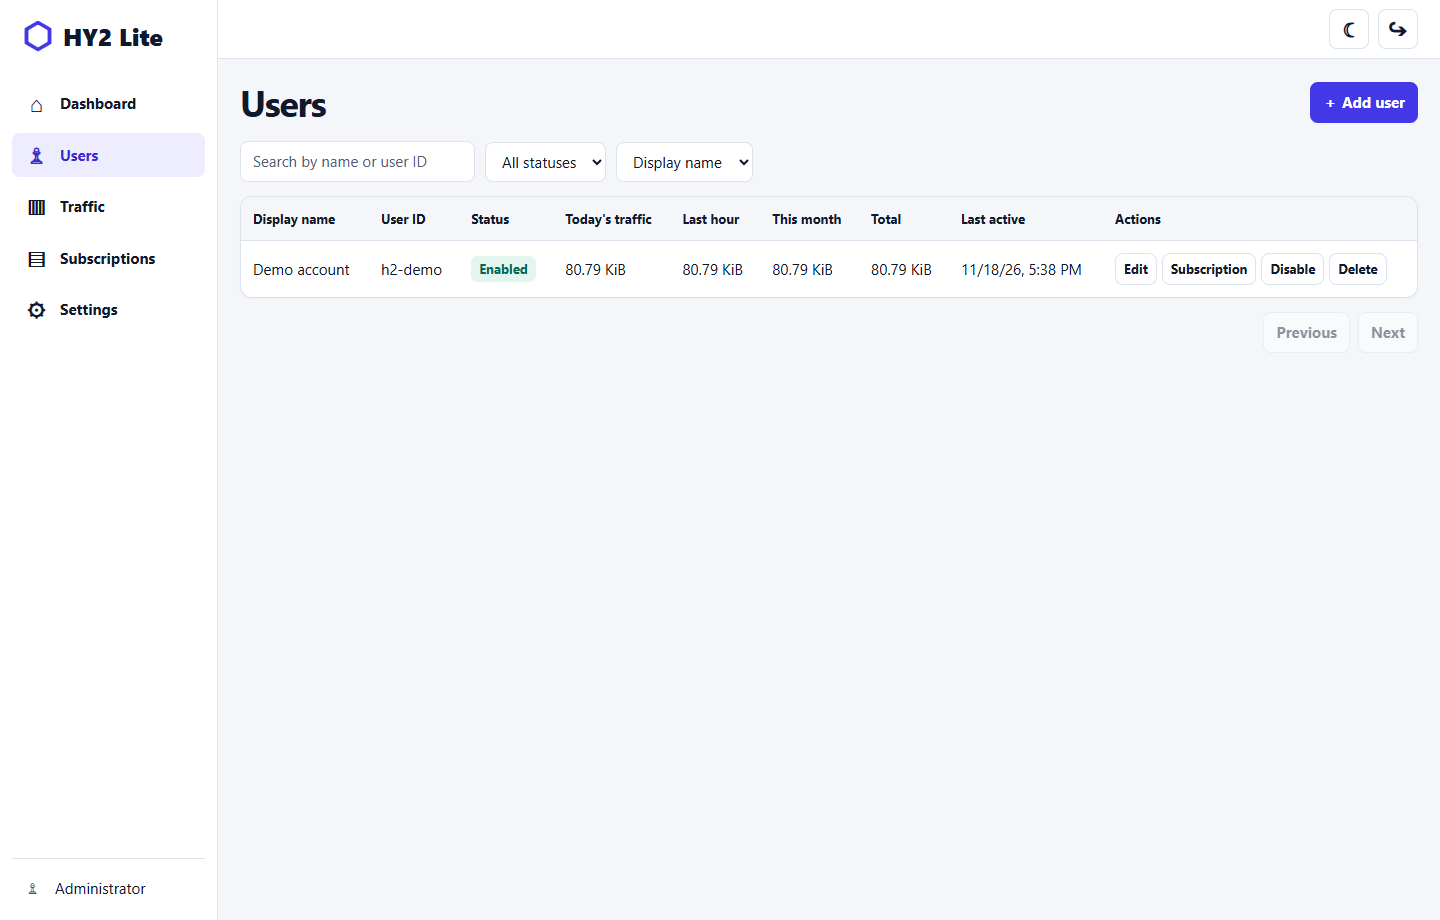 HY2 Lite
Dashboard
Users
Traffic
Subscriptions
Settings
Administrator
Users
+ Add user
Search by name or user ID
All statuses
Display name
Display name User ID Status Today's traffic Last hour This month Total Last active Actions
Demo account h2-demo Enabled 80.79 KiB 80.79 KiB 80.79 KiB 80.79 KiB 11/18/26, 5:38 PM Edit Subscription Disable Delete
Previous Next